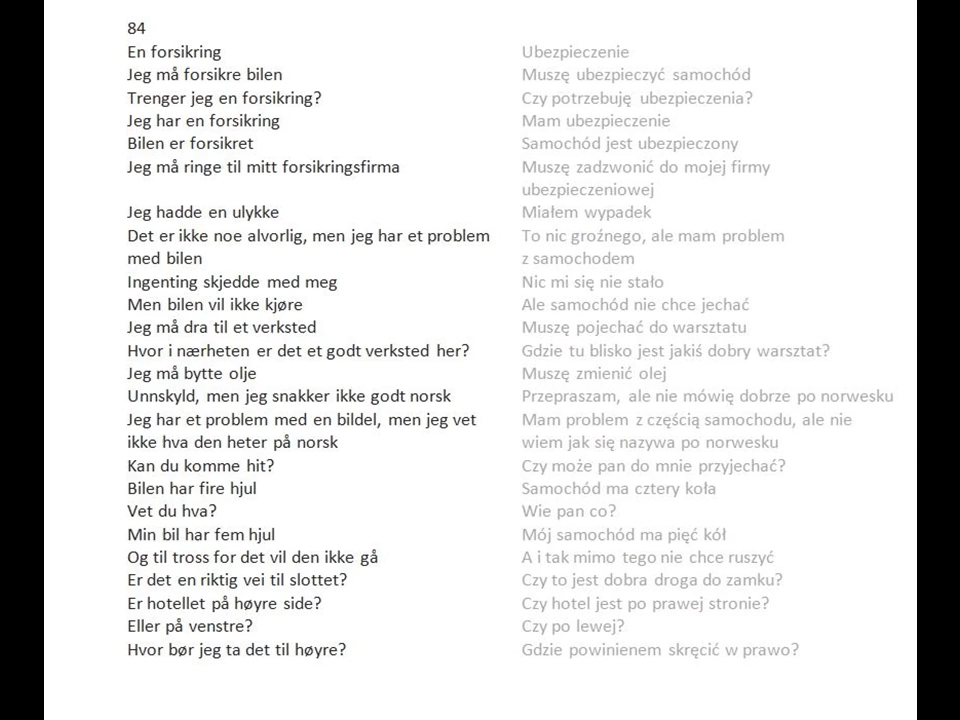 84
En forsikring Ubezpieczenie
Jeg må forsikre bilen Muszę ubezpieczyć samochód
Trenger jeg en forsikring? Czy potrzebuję ubezpieczenia?
Jeg har en forsikring Mam ubezpieczenie
Bilen er forsikret Samochód jest ubezpieczony
Jeg må ringe til mitt forsikringsfirma Muszę zadzwonić do mojej firmy
ubezpieczeniowej
Jeg hadde en ulykke Miałem wypadek
Det er ikke noe alvorlig, men jeg har et problem To nic groźnego, ale mam problem
med bilen z samochodem
Ingenting skjedde med meg Nic mi się nie stało
Men bilen vil ikke kjøre Ale samochód nie chce jechać
Jeg må dra til et verksted Muszę pojechać do warsztatu
Hvor i nærheten er det et godt verksted her? Gdzie tu blisko jest jakiś dobry warsztat?
Jeg må bytte olje Muszę zmienić olej
Unnskyld, men jeg snakker ikke godt norsk Przepraszam, ale nie mówię dobrze po norwesku
Jeg har et problem med en bildel, men jeg vet Mam problem z częścią samochodu, ale nie
ikke hva den heter på norsk wiem jak się nazywa po norwesku
Kan du komme hit? Czy może pan do mnie przyjechać?
Bilen har fire hjul Samochód ma cztery koła
Vet du hva? Wie pan co?
Min bil har fem hjul Mój samochód ma pięć kół
Og til tross for det vil den ikke gå A i tak mimo tego nie chce ruszyć
Er det en riktig vei til slottet? Czy to jest dobra droga do zamku?
Er hotellet på høyre side? Czy hotel jest po prawej stronie?
Eller på venstre? Czy po lewej?
Hvor bør jeg ta det til høyre? Gdzie powinienem skręcić w prawo?